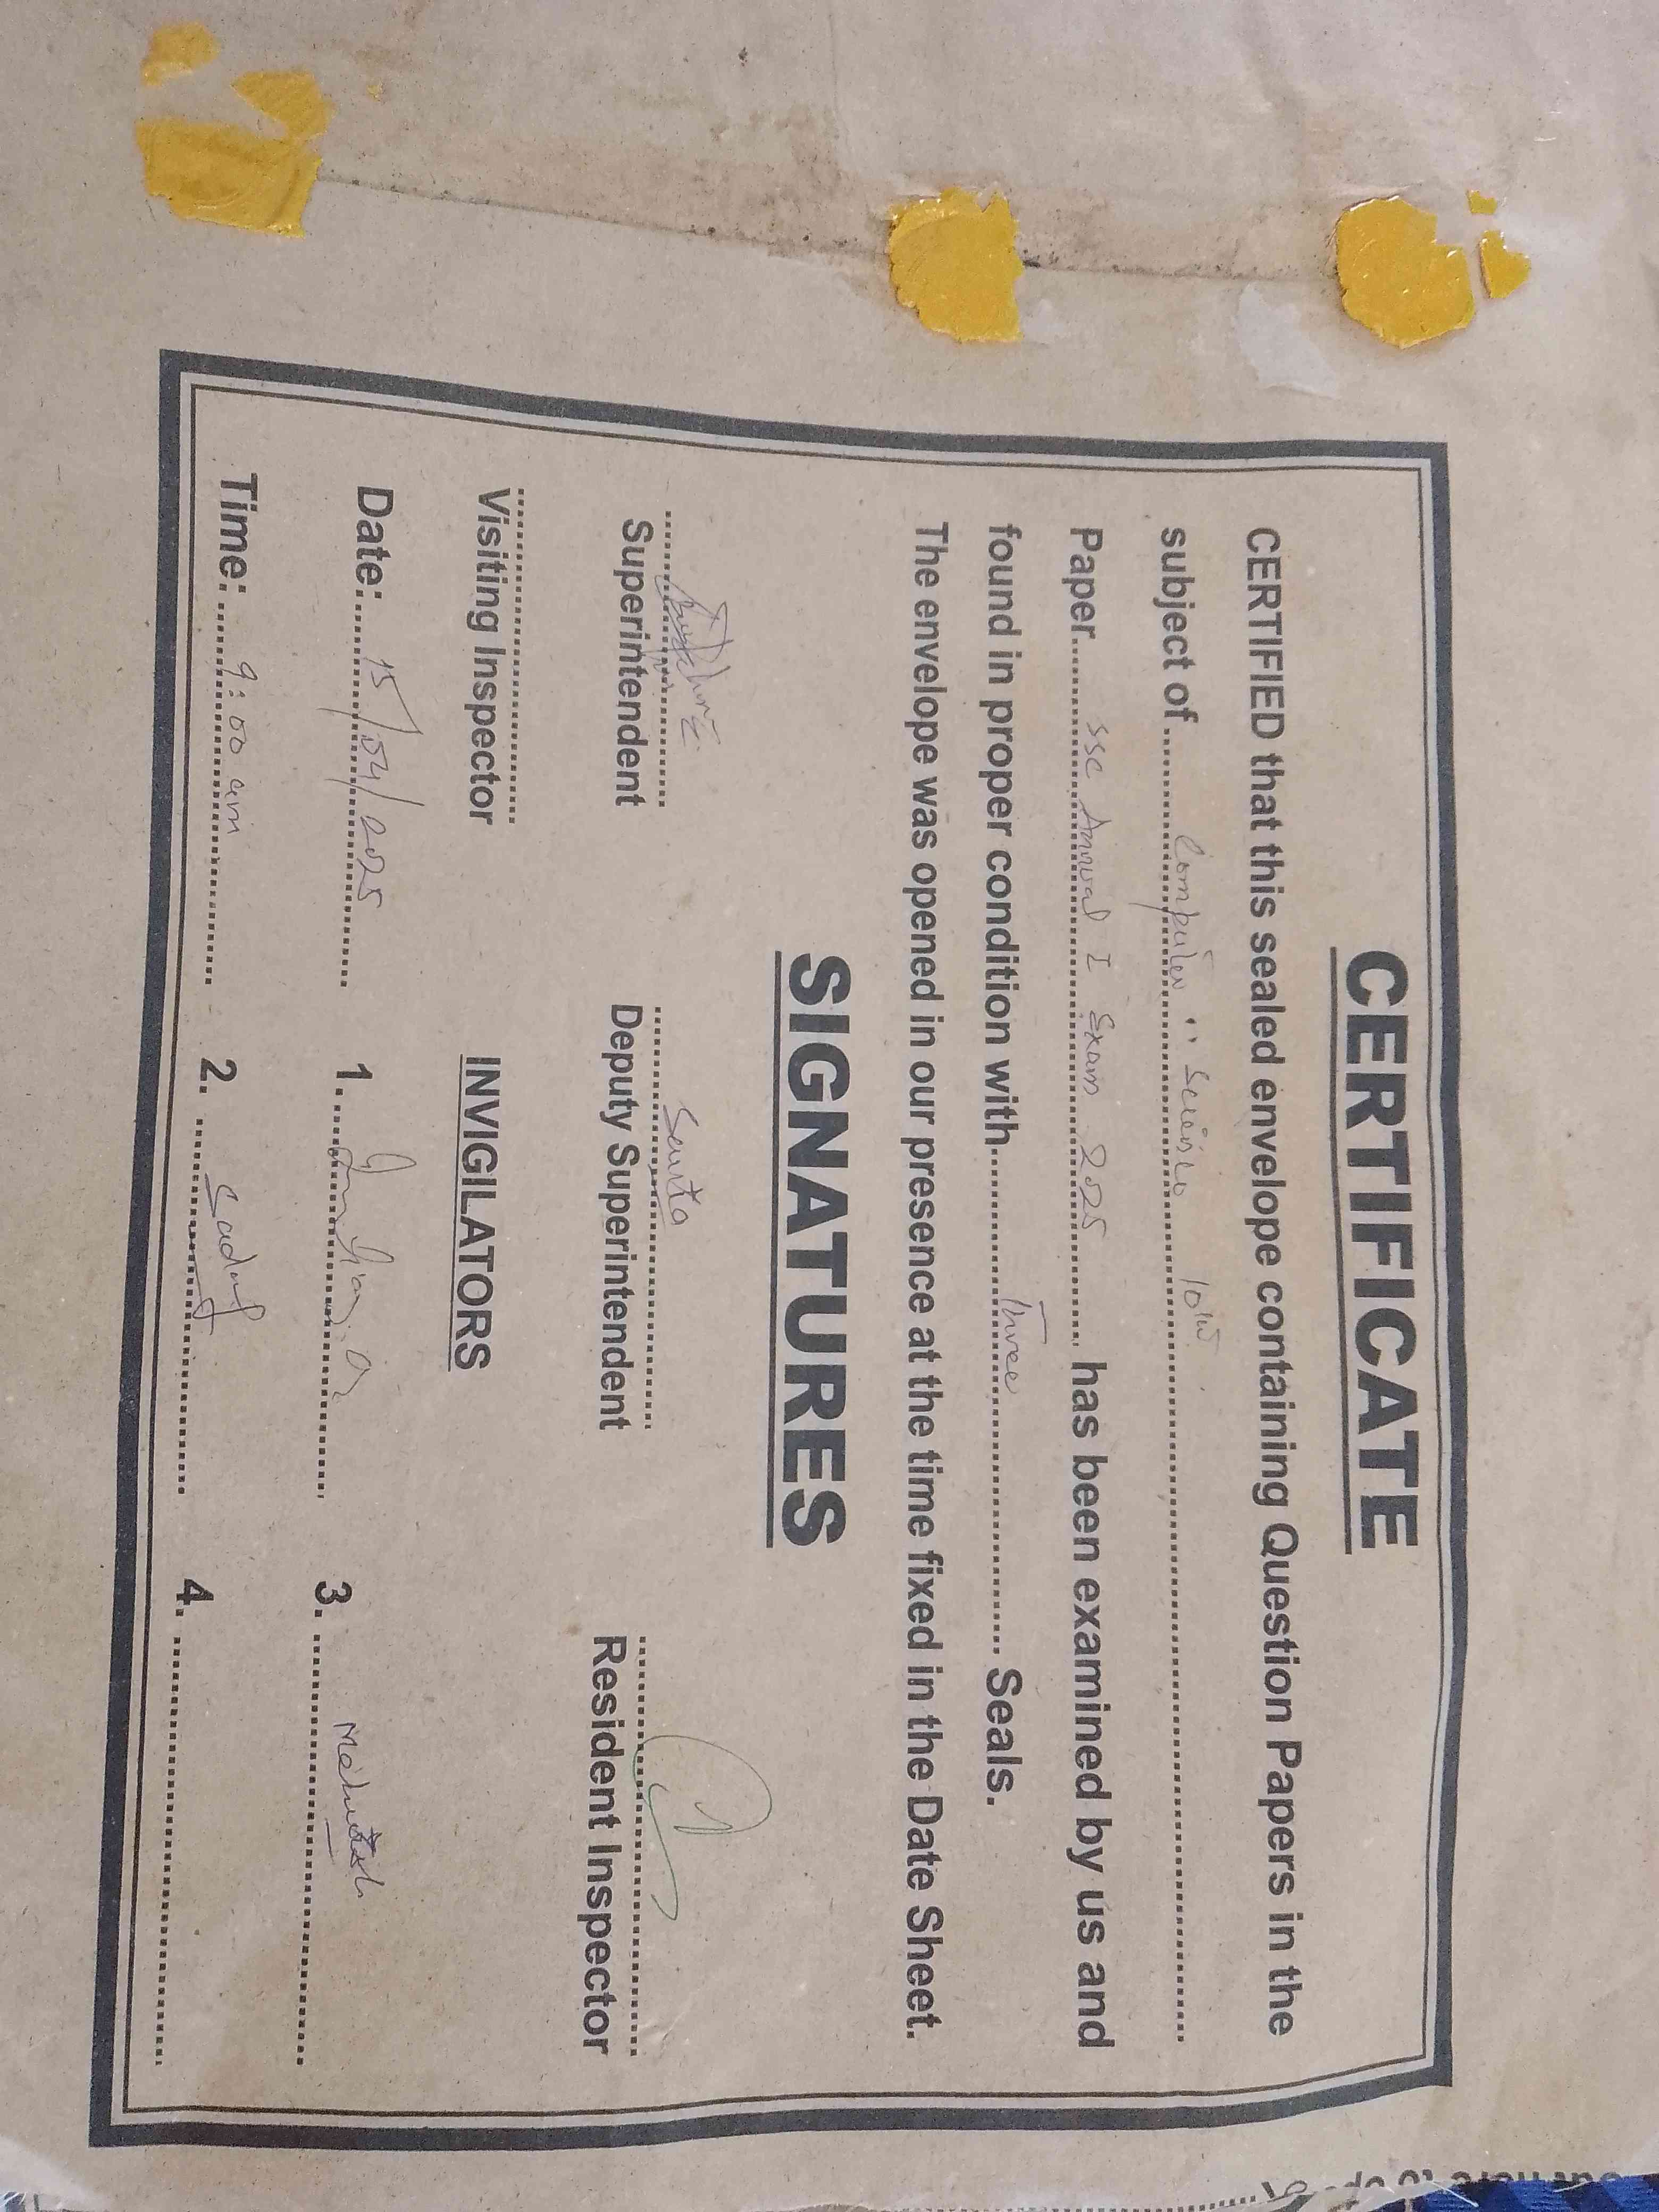 CERTIFICATE
CERTIFIED that this sealed envelope containing Question Papers in the
subject of.......Computer Science 10th.......
Paper.......SSC Annual I Exam 2025....... has been examined by us and
found in proper condition with.......Three....... Seals.
The envelope was opened in our presence at the time fixed in the Date Sheet.
SIGNATURES
Superintendent Deputy Superintendent Resident Inspector
Visiting Inspector INVIGILATORS
Date:.......15/04/2025....... 1. 3.
Time:.......9:00 am....... 2. Sadaf 4.